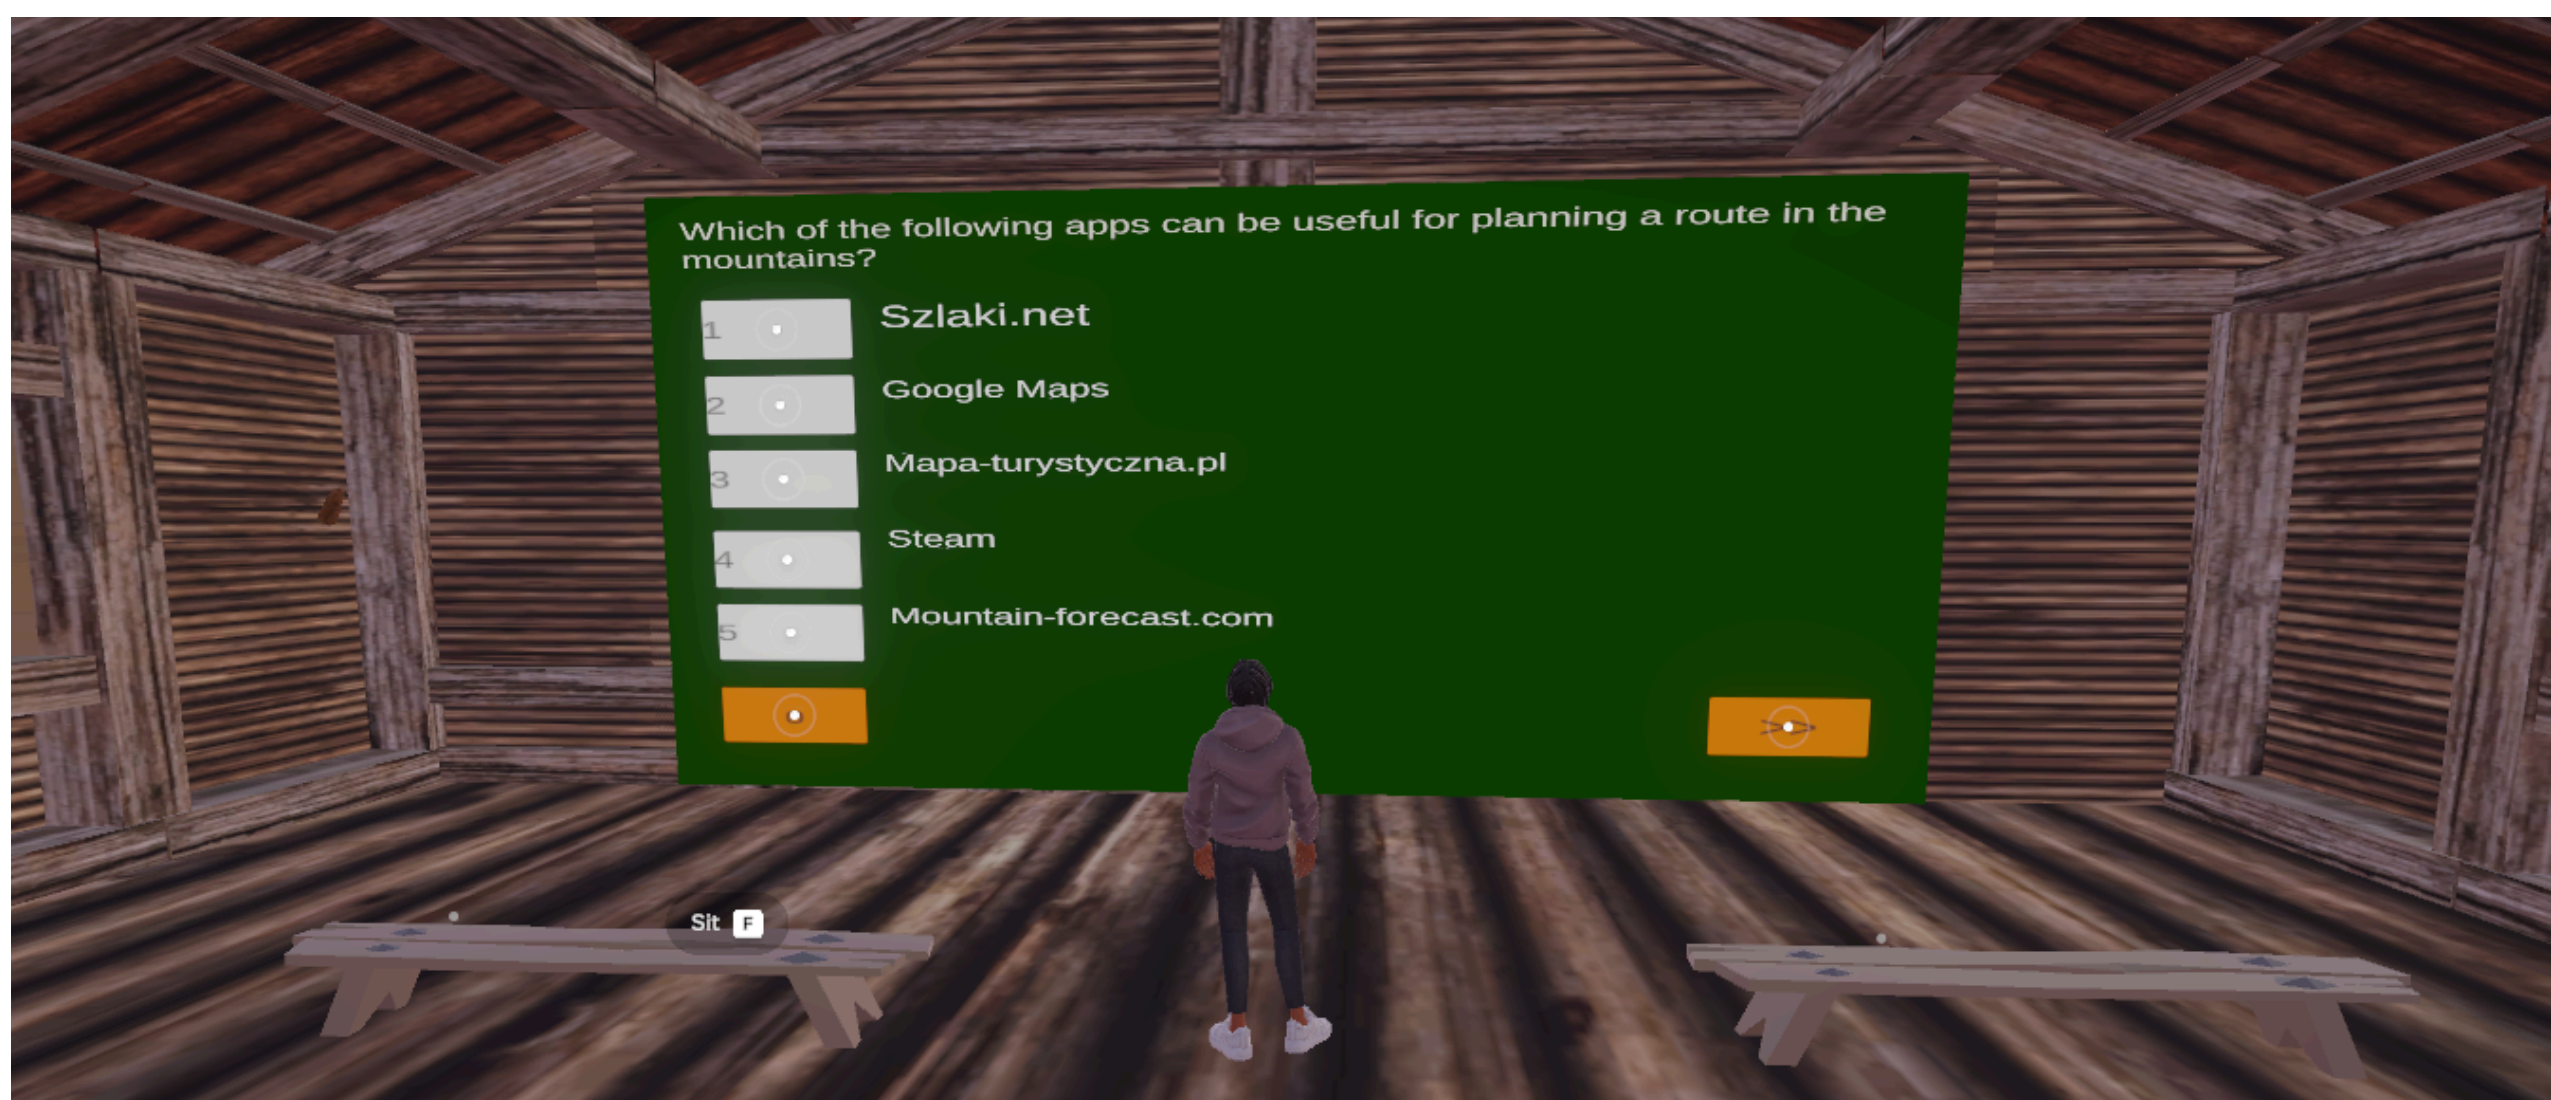 Which of the following apps can be useful for planning a route in the
mountains?
1 Szlaki.net
2 Google Maps
3 Mapa-turystyczna.pl
4 Steam
5 Mountain-forecast.com
>>
Sit F